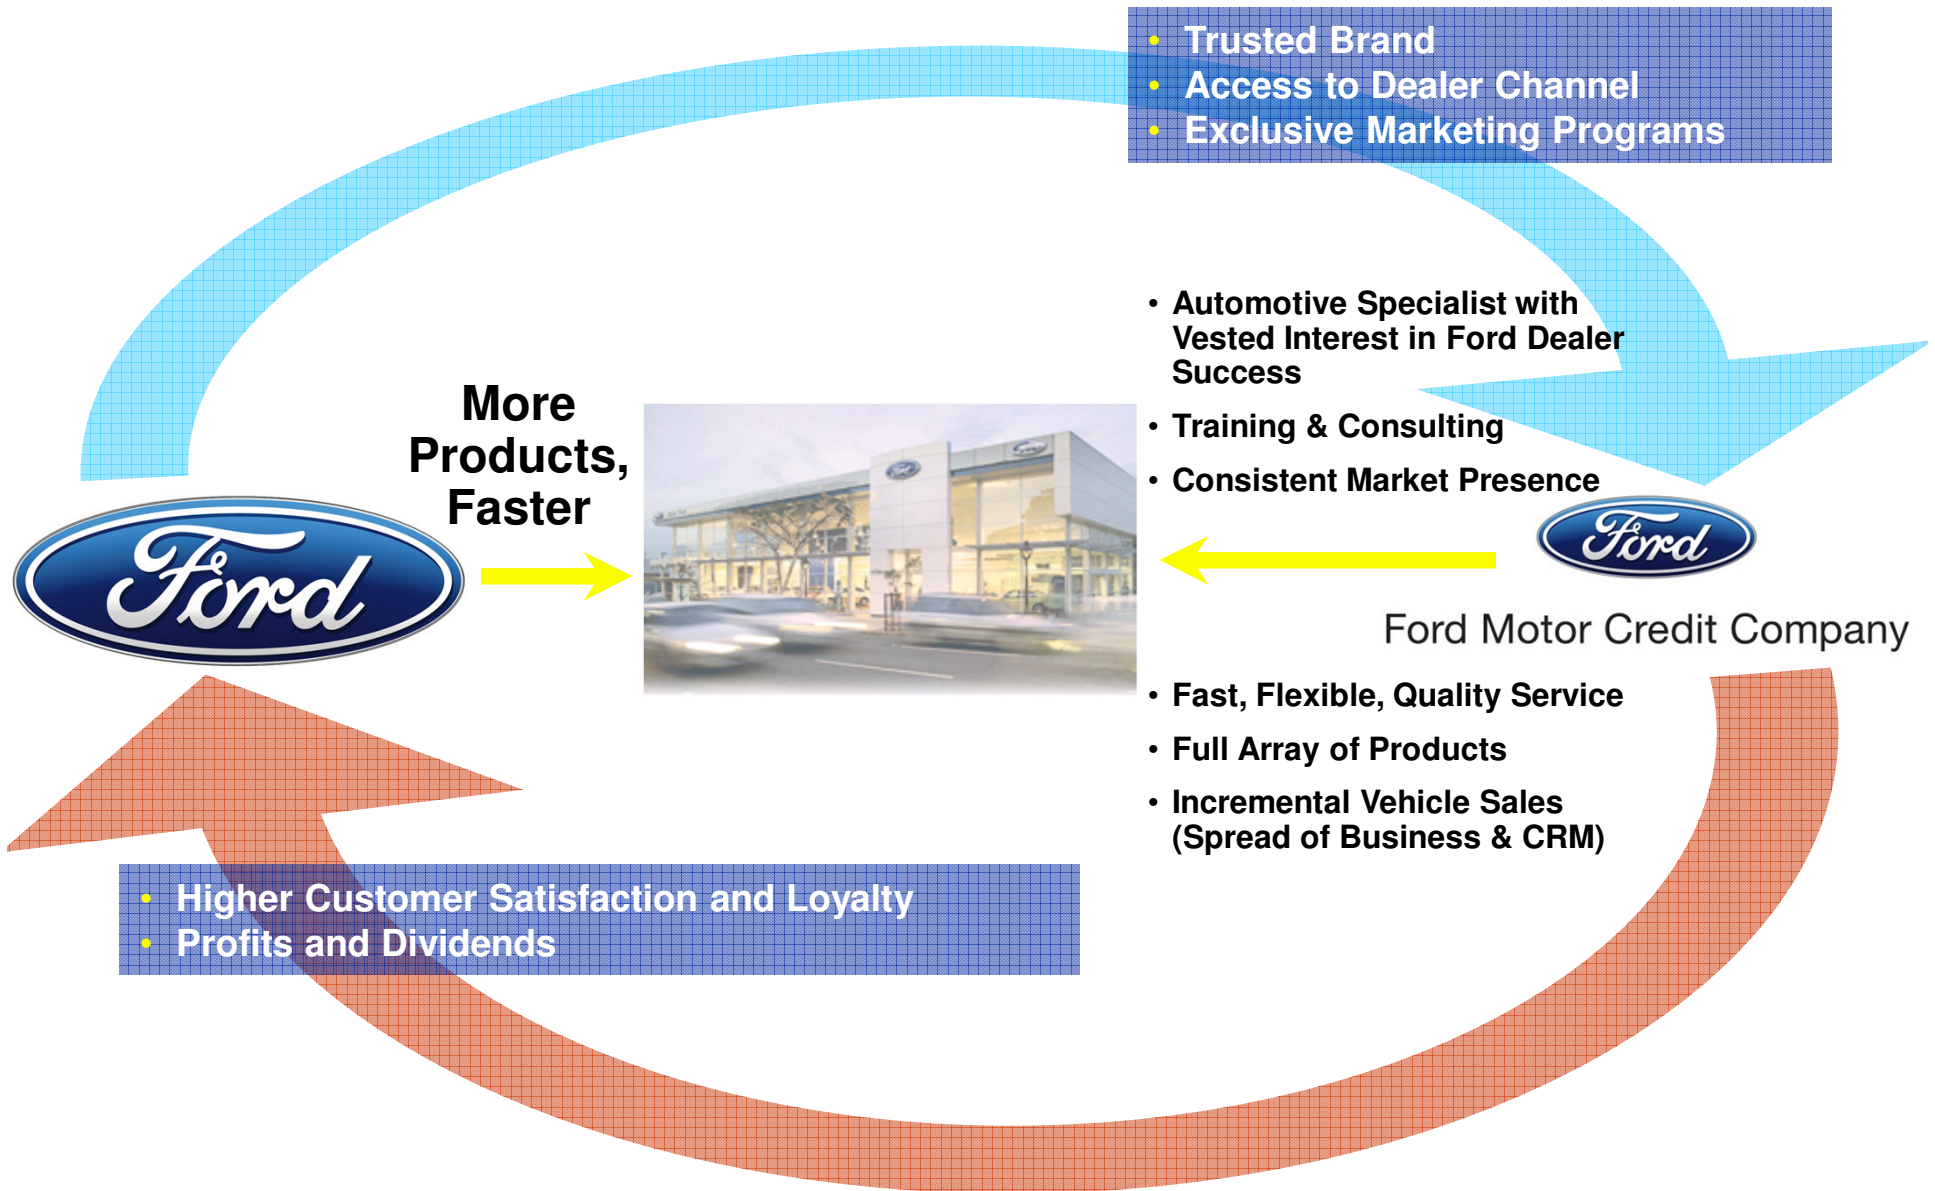 • Trusted Brand
• Access to Dealer Channel
• Exclusive Marketing Programs
• Automotive Specialist with
Vested Interest in Ford Dealer
Success
• Training & Consulting
• Consistent Market Presence
More
Products,
Faster
Ford
Ford
Ford Motor Credit Company
• Fast, Flexible, Quality Service
• Full Array of Products
• Incremental Vehicle Sales
(Spread of Business & CRM)
• Higher Customer Satisfaction and Loyalty
• Profits and Dividends